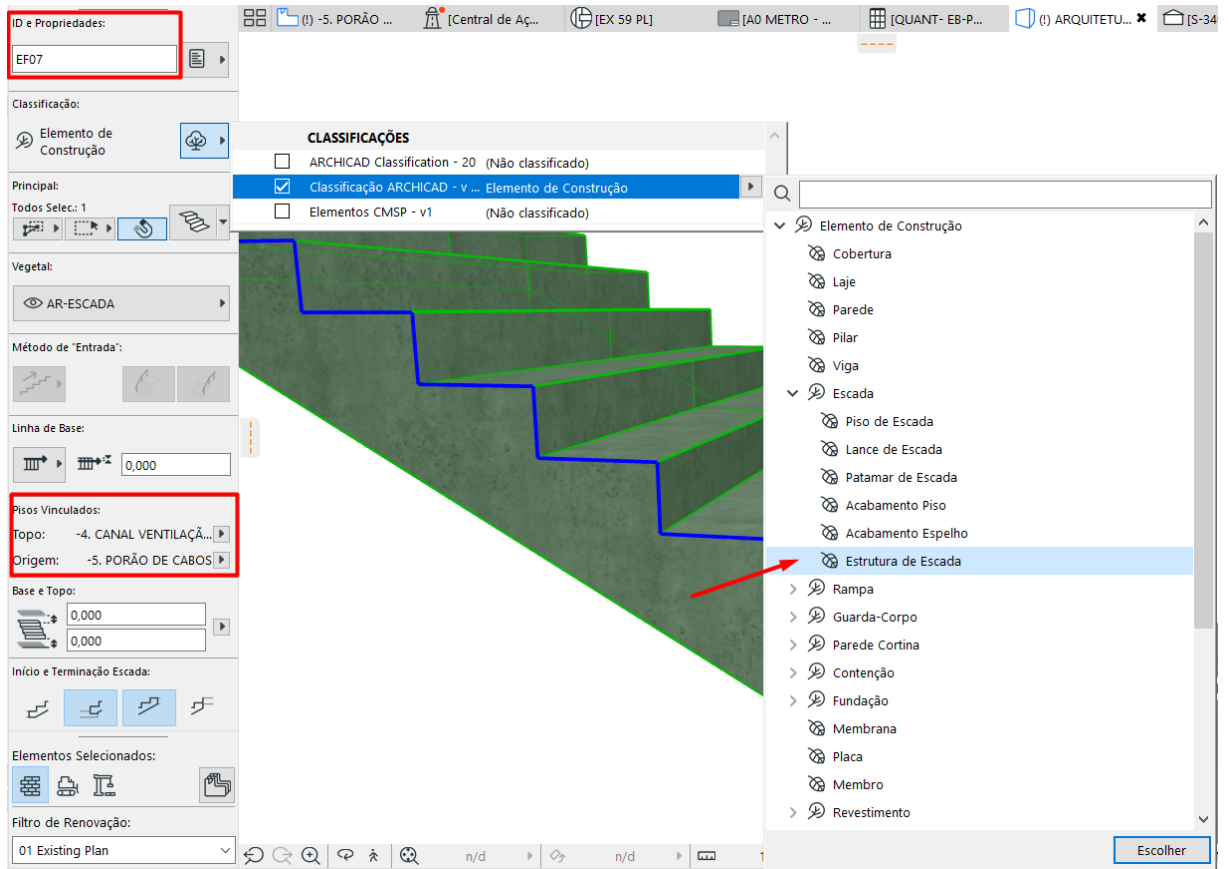 ID e Propriedades:
EF07
Classificação:
Elemento de
Construção
Principal:
Todos Selec.: 1
Vegetal:
AR-ESCADA
Método de "Entrada":
Linha de Base:
0,000
Pisos Vinculados:
Topo: -4. CANAL VENTILAÇÃ...
Origem: -5. PORÃO DE CABOS
Base e Topo:
0,000
0,000
Início e Terminação Escada:
Elementos Selecionados:
Filtro de Renovação:
01 Existing Plan
(!) -5. PORÃO ...
[Central de Aç...
[EX 59 PL]
[A0 METRO - ...
[QUANT- EB-P...
(!) ARQUITETU...
[S-34
CLASSIFICAÇÕES
ARCHICAD Classification - 20 (Não classificado)
Classificação ARCHICAD - v ... Elemento de Construção
Elementos CMSP - v1 (Não classificado)
Elemento de Construção
Cobertura
Laje
Parede
Pilar
Viga
Escada
Piso de Escada
Lance de Escada
Patamar de Escada
Acabamento Piso
Acabamento Espelho
Estrutura de Escada
Rampa
Guarda-Corpo
Parede Cortina
Contenção
Fundação
Membrana
Placa
Membro
Revestimento
Escolher
n/d
n/d